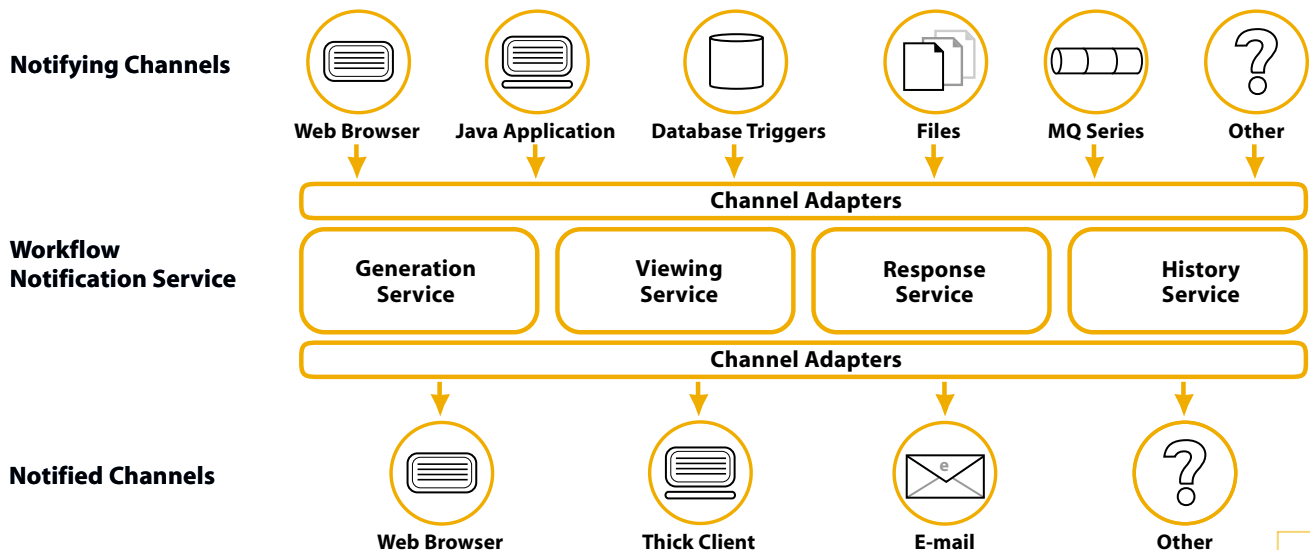 Notifying Channels
Web Browser
Java Application
Database Triggers
Files
MQ Series
Other
Channel Adapters
Workflow
Notification Service
Generation
Service
Viewing
Service
Response
Service
History
Service
Channel Adapters
Notified Channels
e
Web Browser
Thick Client
E-mail
Other